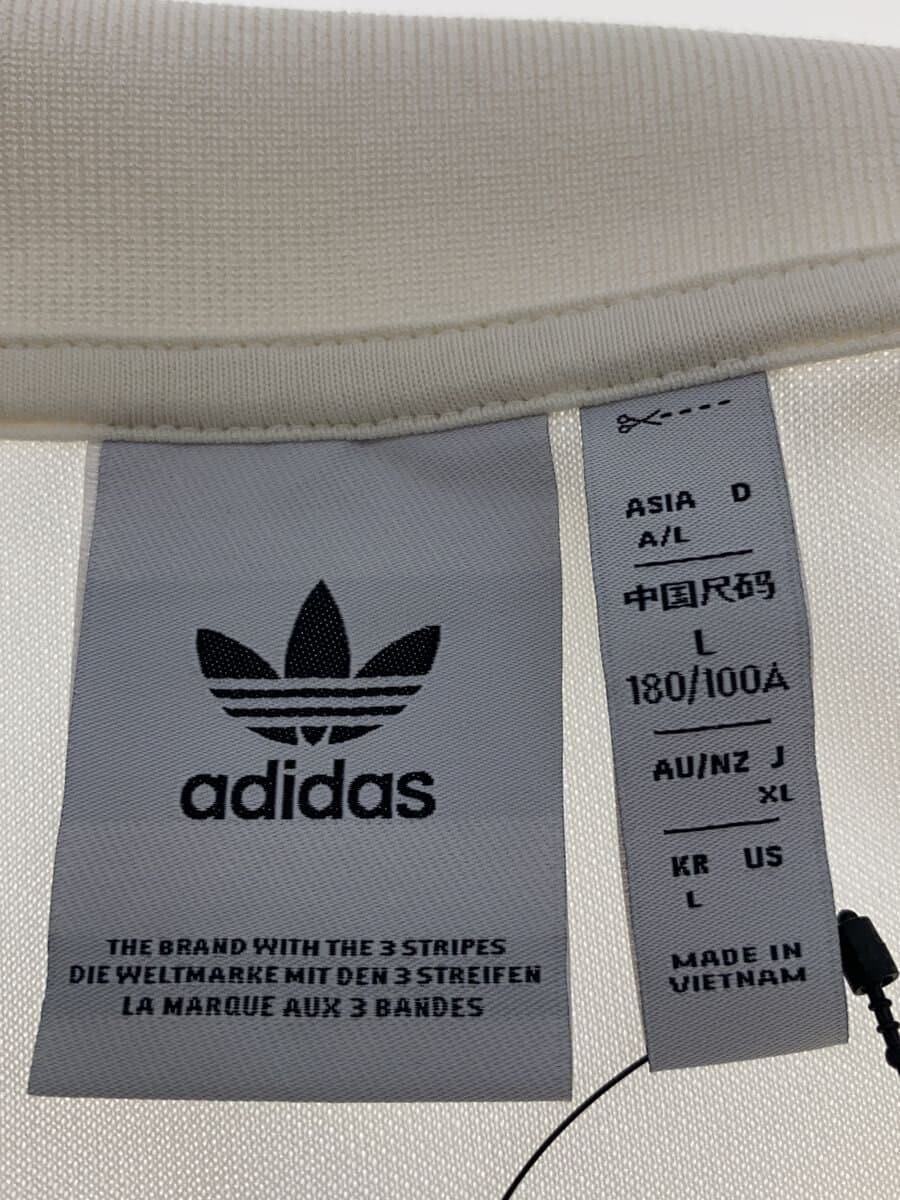 adidas
THE BRAND WITH THE 3 STRIPES
DIE WELTMARKE MIT DEN 3 STREIFEN
LA MARQUE AUX 3 BANDES
ASIA D
A/L
中国尺码
L
180/100A
AU/NZ J
XL
KR US
L
MADE IN
VIETNAM